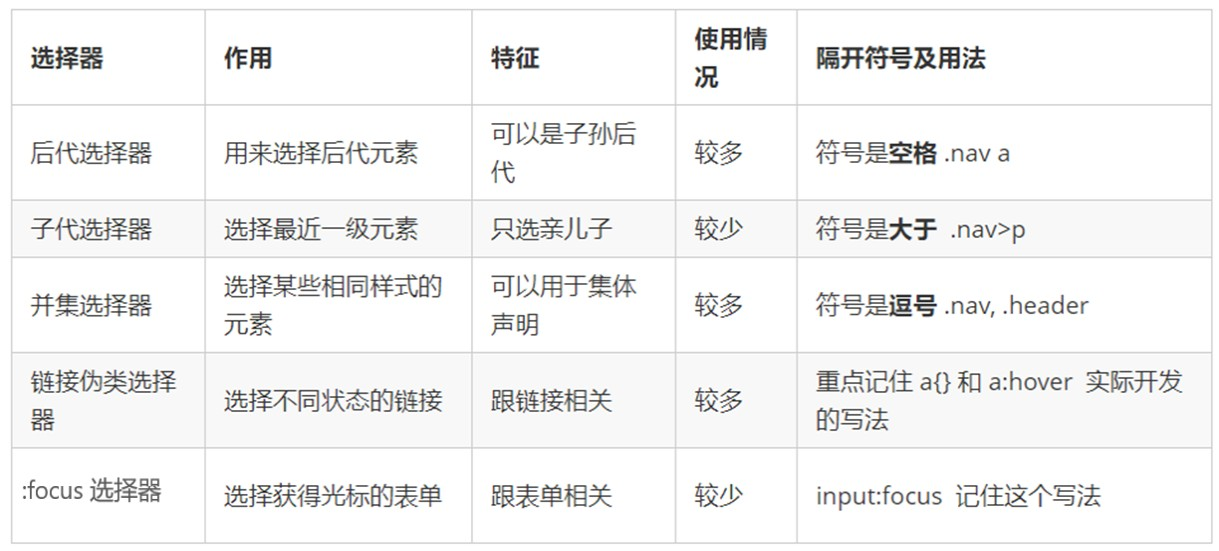 选择器 作用 特征 使用情况 隔开符号及用法
后代选择器 用来选择后代元素 可以是子孙后代 较多 符号是空格 .nav a
子代选择器 选择最近一级元素 只选亲儿子 较少 符号是大于 .nav>p
并集选择器 选择某些相同样式的元素 可以用于集体声明 较多 符号是逗号 .nav, .header
链接伪类选择器 选择不同状态的链接 跟链接相关 较多 重点记住 a{} 和 a:hover 实际开发的写法
:focus 选择器 选择获得光标的表单 跟表单相关 较少 input:focus 记住这个写法